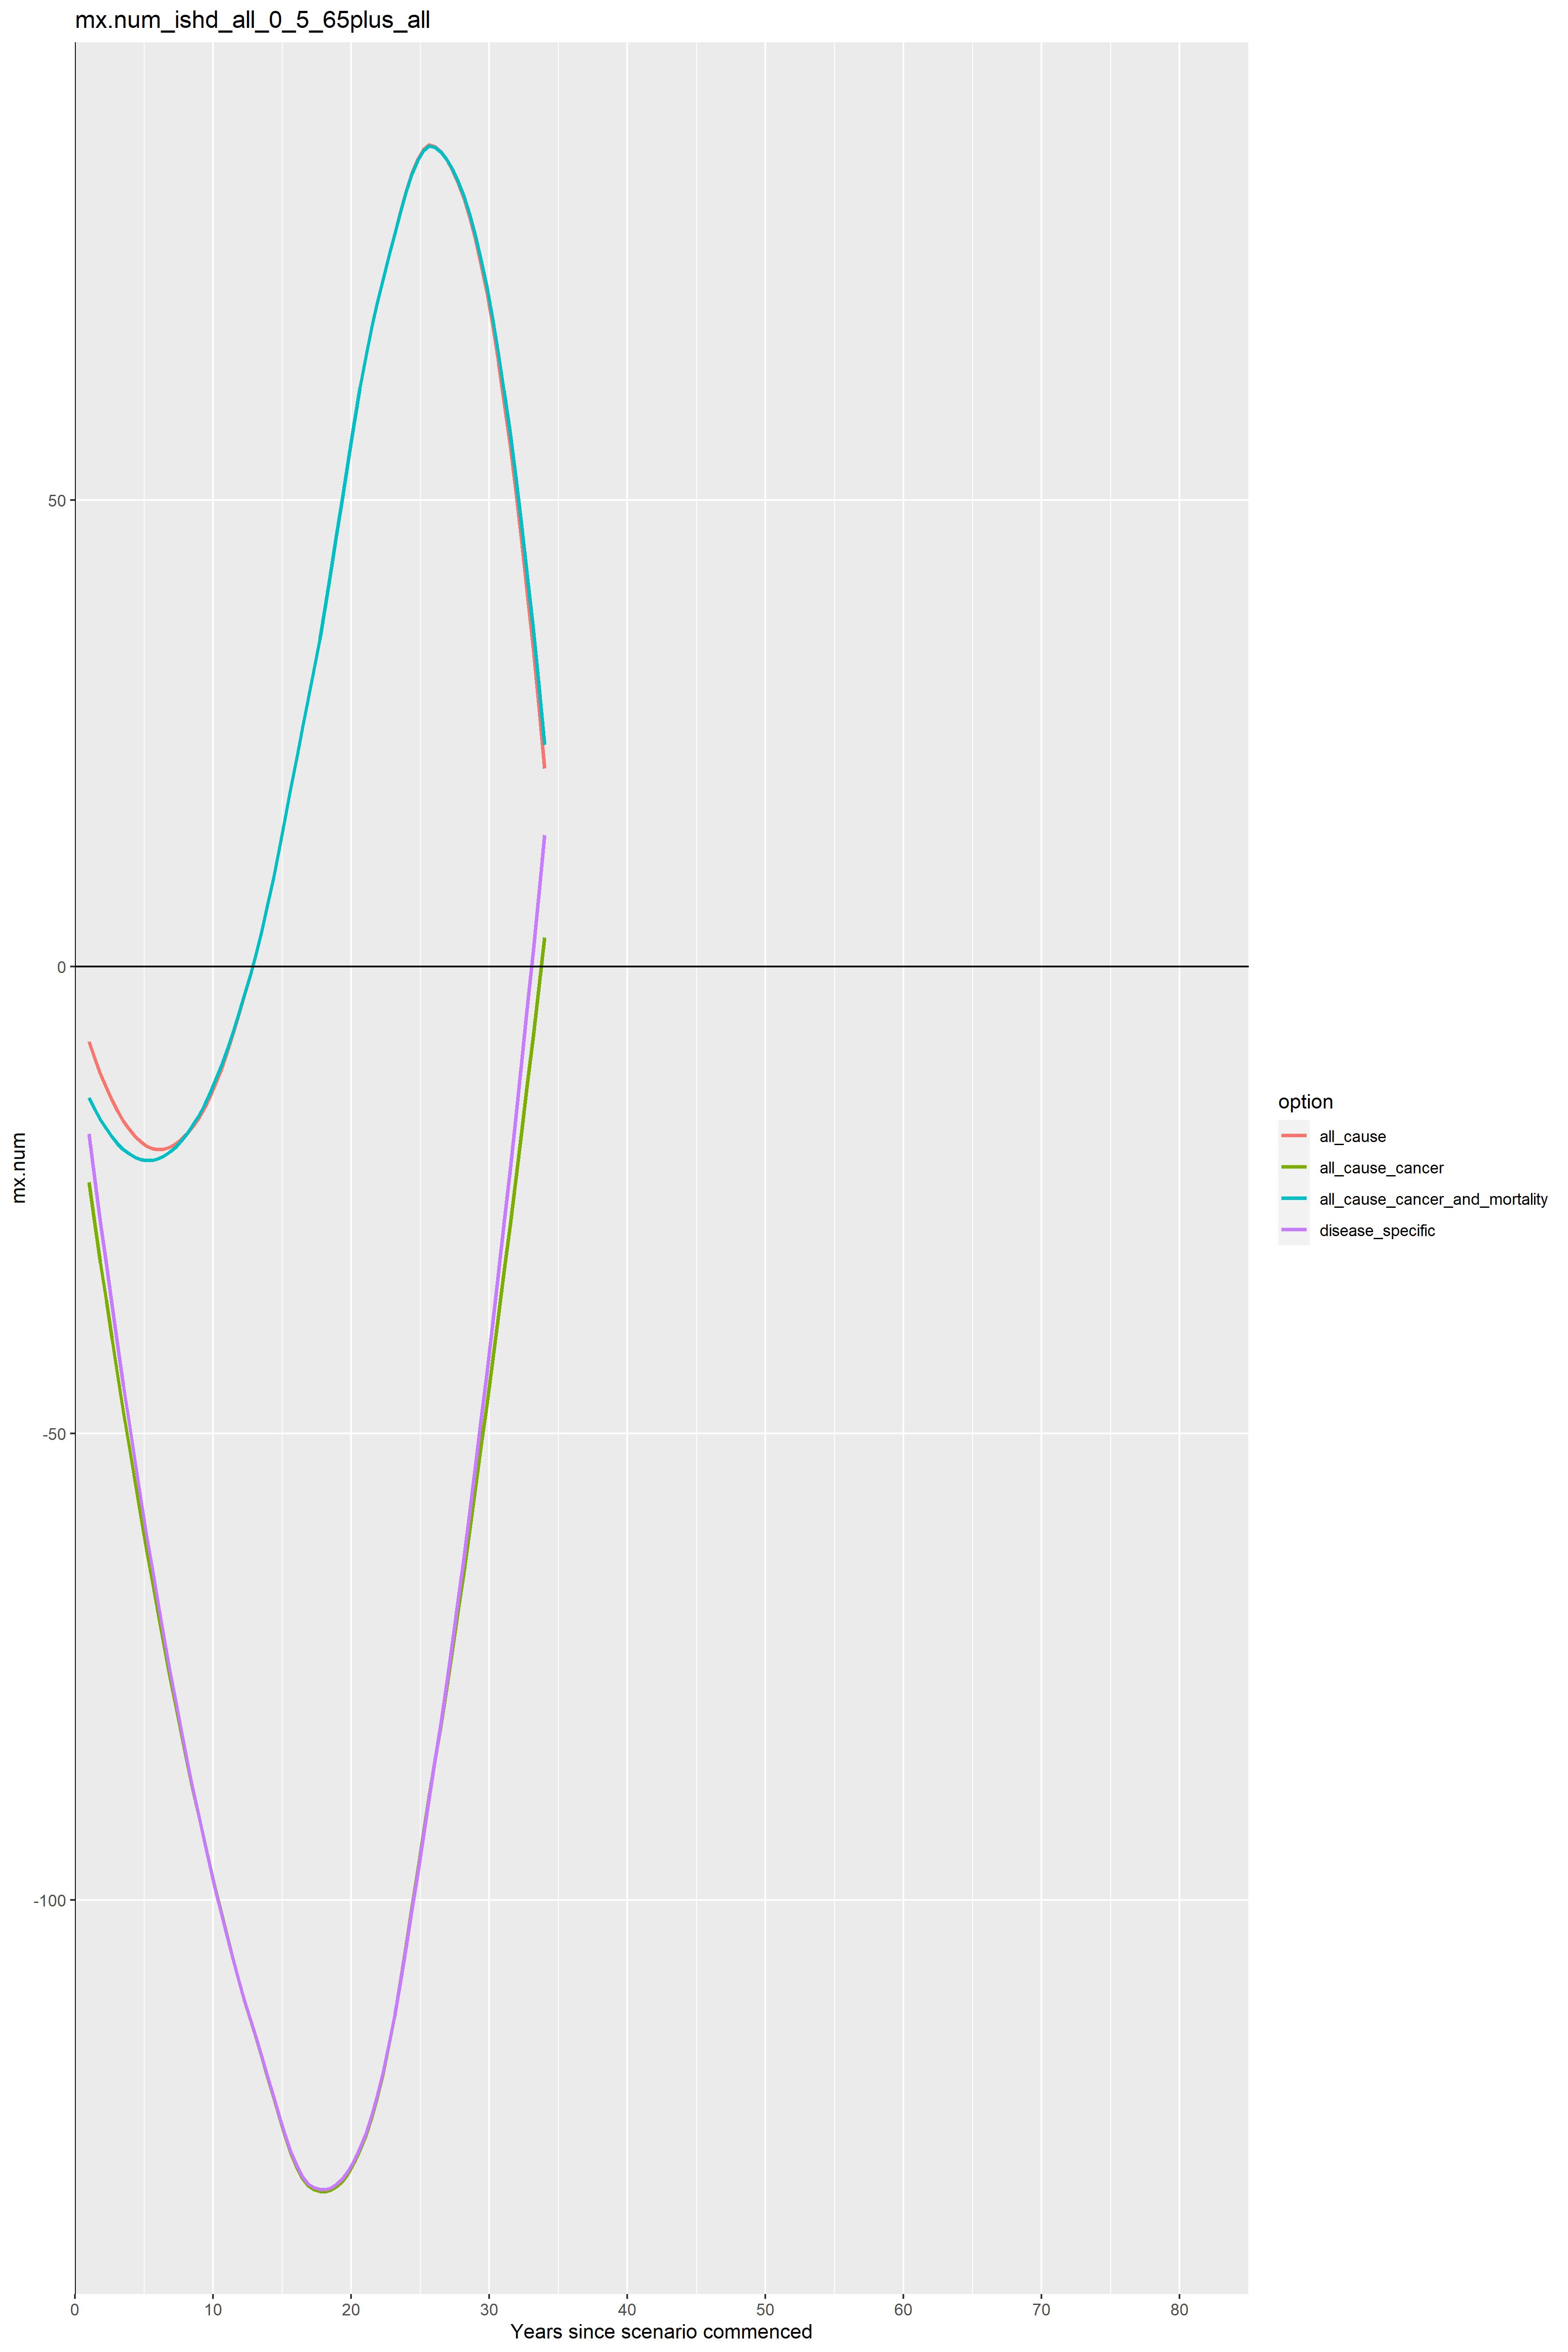 mx.num_ishd_all_0_5_65plus_all
mx.num
50
0
-50
-100
0 10 20 30 40 50 60 70 80
Years since scenario commenced
option
all_cause
all_cause_cancer
all_cause_cancer_and_mortality
disease_specific